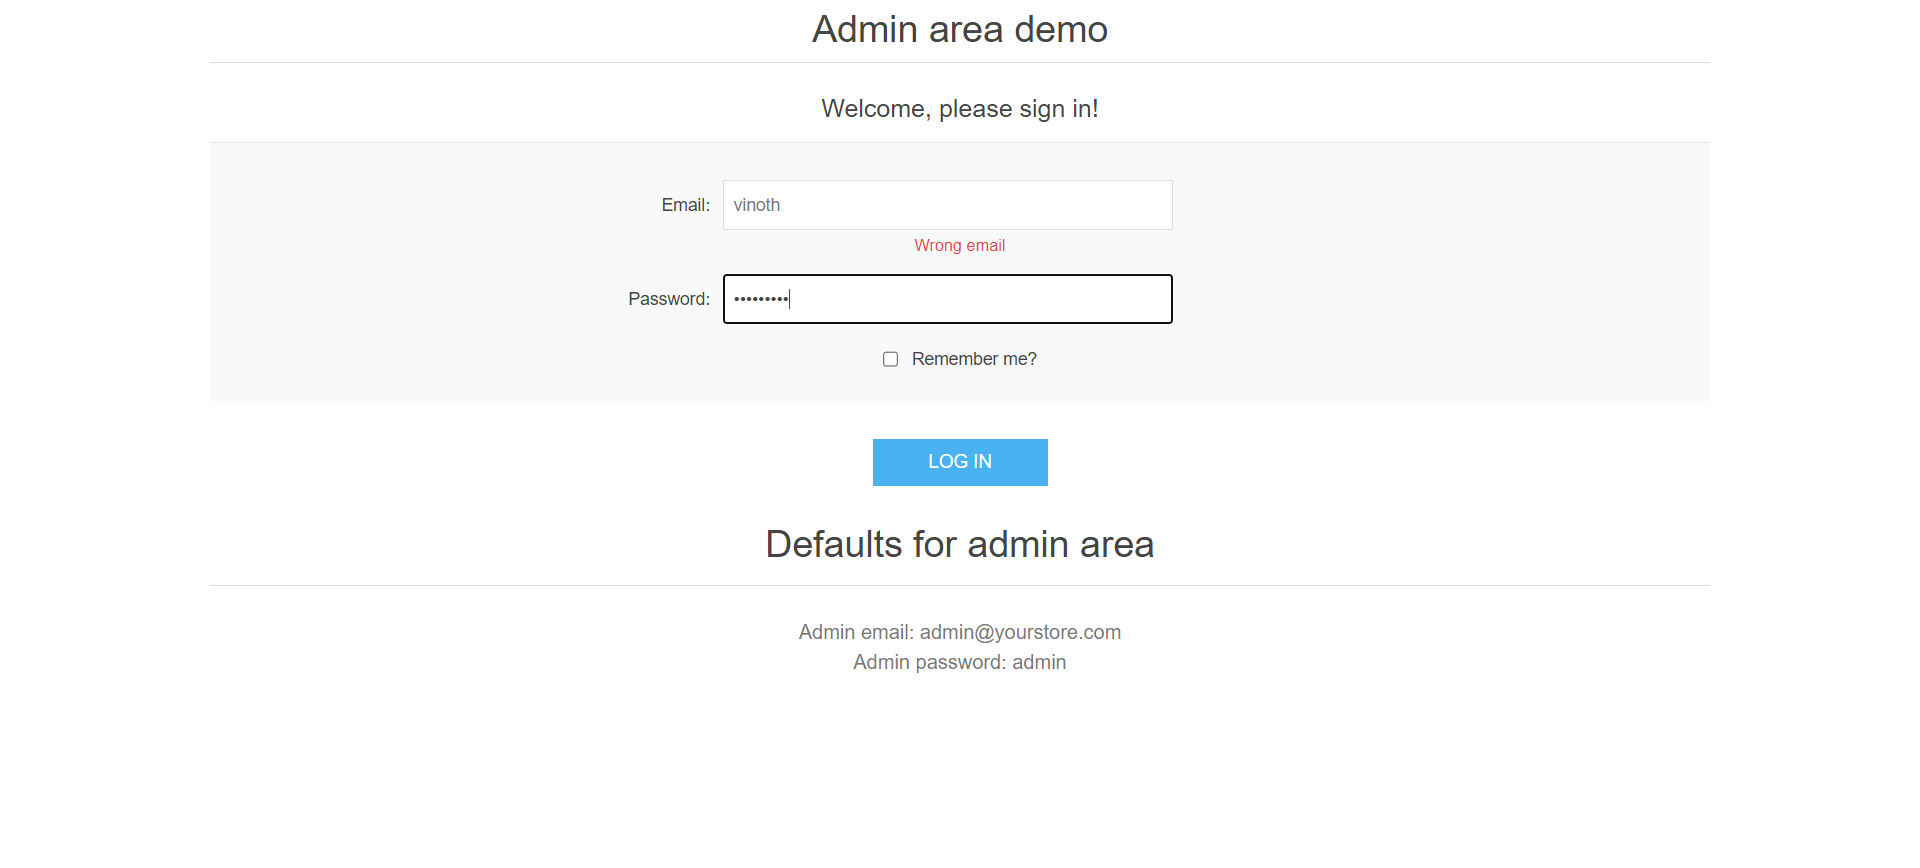 Admin area demo
Welcome, please sign in!
Email: vinoth
Wrong email
Password: •••••••••
Remember me?
LOG IN
Defaults for admin area
Admin email: admin@yourstore.com
Admin password: admin